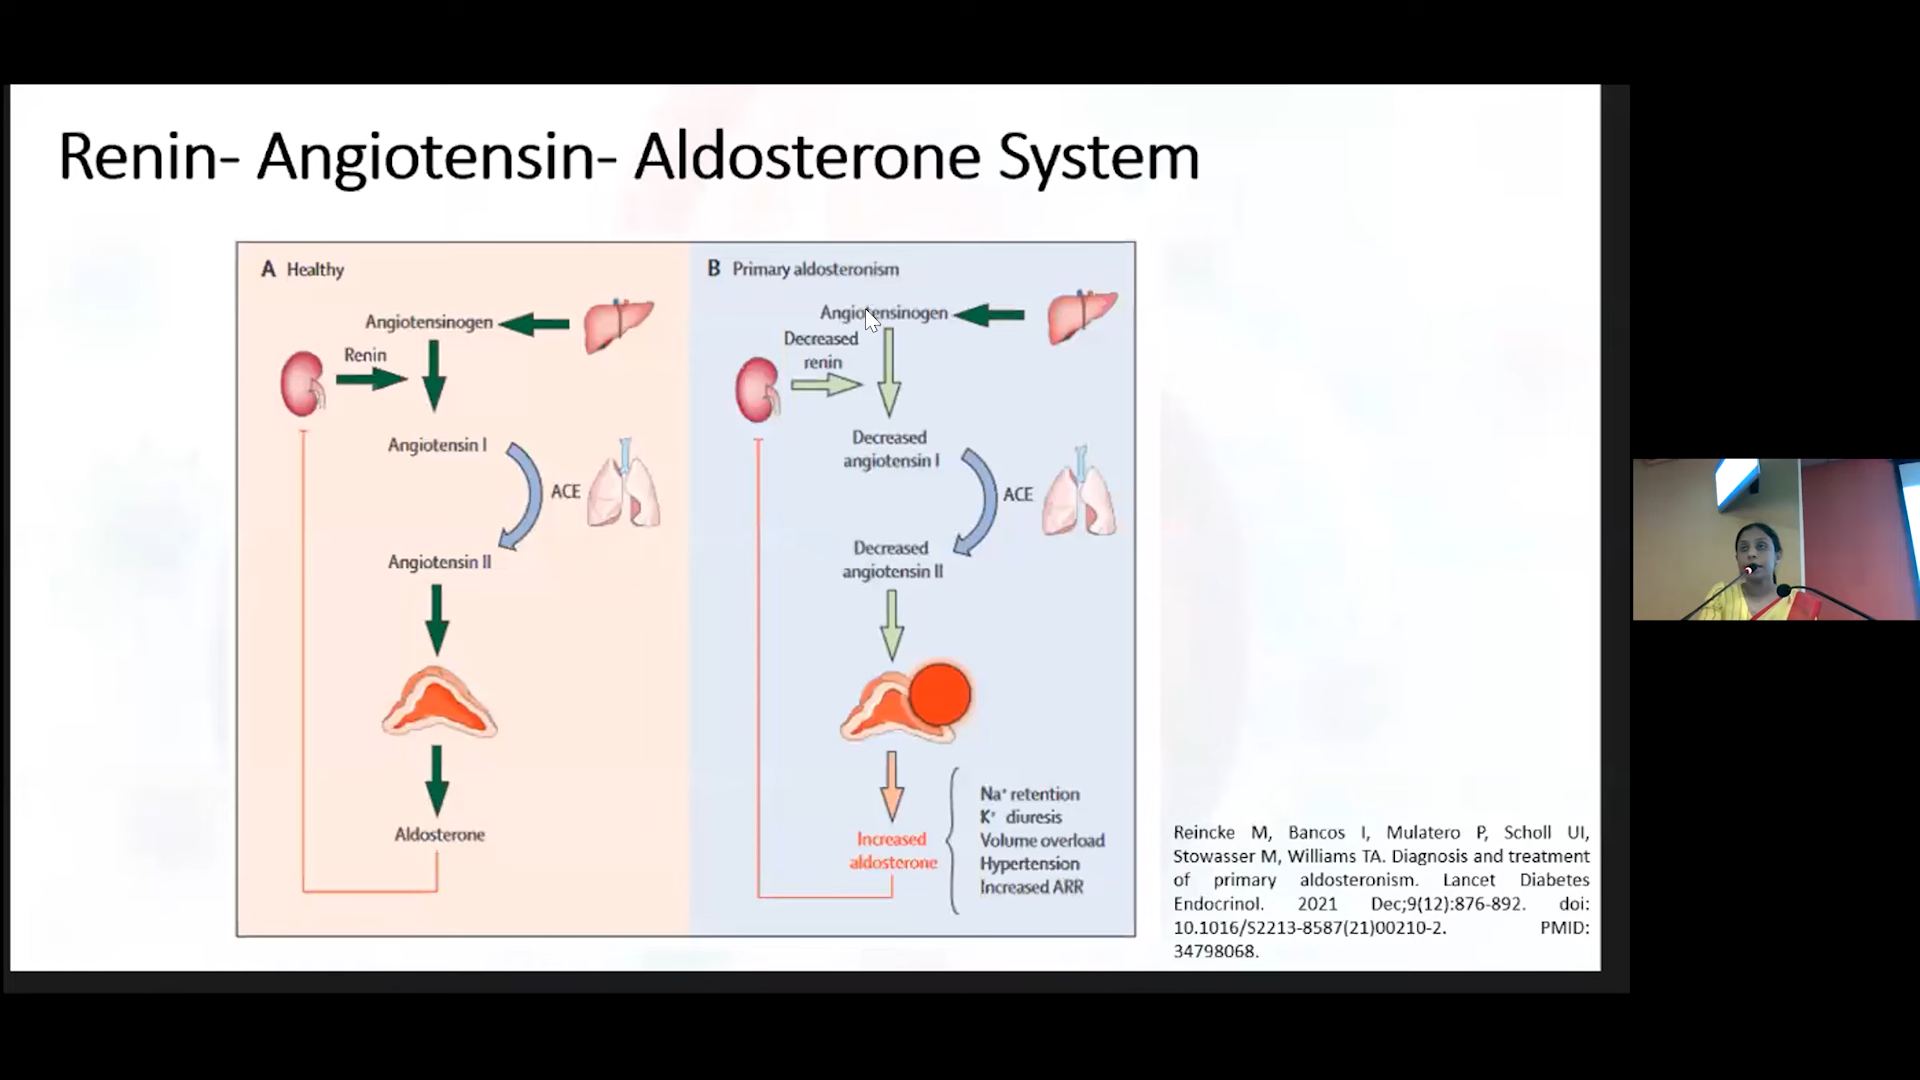 Renin- Angiotensin- Aldosterone System
A Healthy
Angiotensinogen
Renin
Angiotensin I
ACE
Angiotensin II
Aldosterone
B Primary aldosteronism
Angiotensinogen
Decreased
renin
Decreased
angiotensin I
ACE
Decreased
angiotensin II
Increased
aldosterone
Na⁺ retention
K⁺ diuresis
Volume overload
Hypertension
Increased ARR
Reincke M, Bancos I, Mulatero P, Scholl UI,
Stowasser M, Williams TA. Diagnosis and treatment
of primary aldosteronism. Lancet Diabetes
Endocrinol. 2021 Dec;9(12):876-892. doi:
10.1016/S2213-8587(21)00210-2. PMID:
34798068.